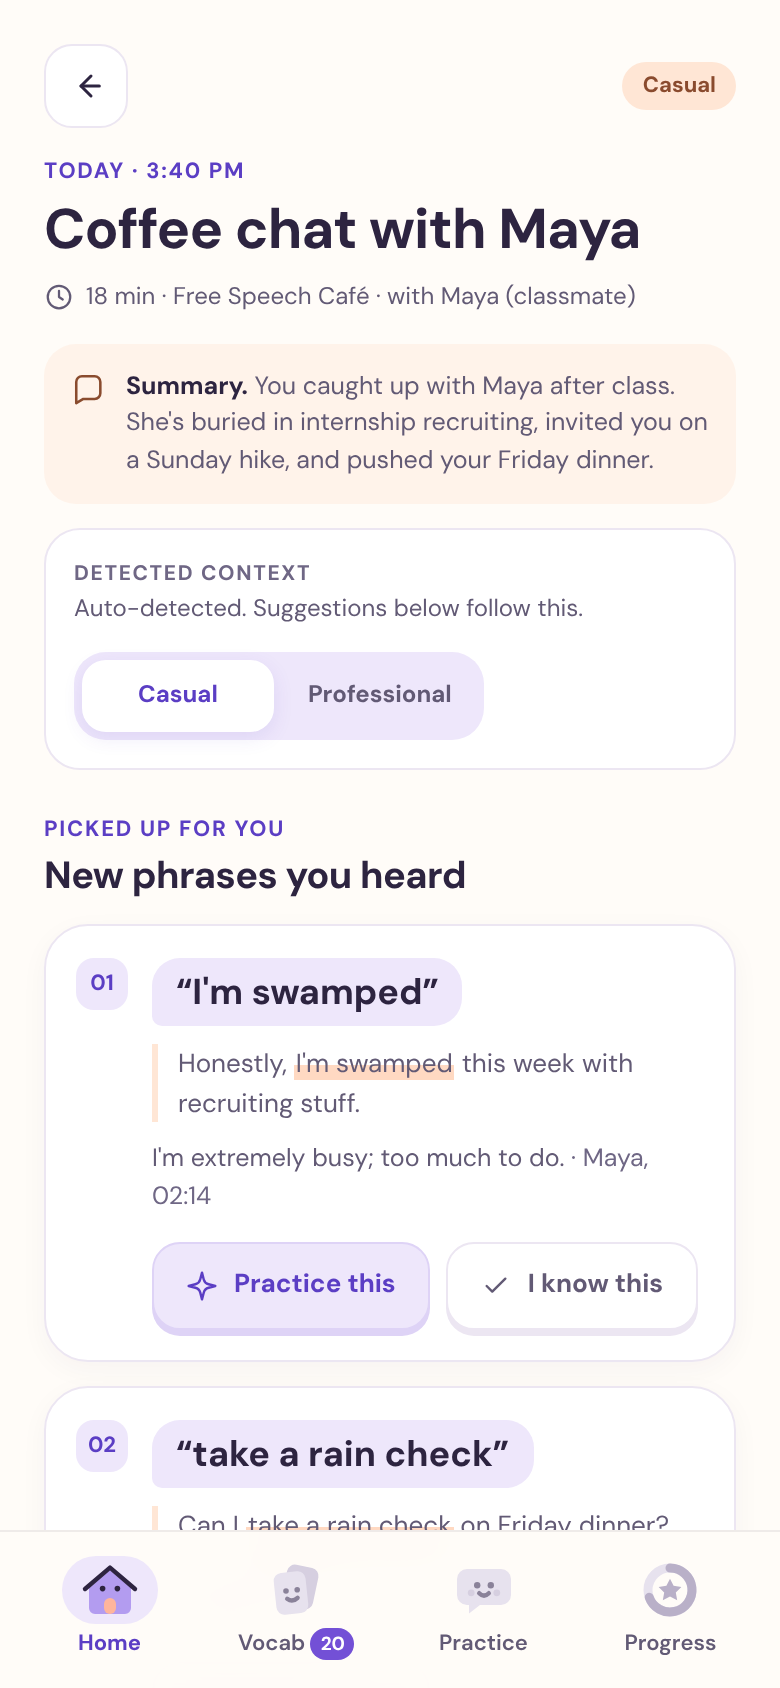 Casual
TODAY · 3:40 PM
Coffee chat with Maya
18 min · Free Speech Café · with Maya (classmate)
Summary. You caught up with Maya after class.
She's buried in internship recruiting, invited you on
a Sunday hike, and pushed your Friday dinner.
DETECTED CONTEXT
Auto-detected. Suggestions below follow this.
Casual
Professional
PICKED UP FOR YOU
New phrases you heard
01
“I'm swamped”
Honestly, I'm swamped this week with
recruiting stuff.
I'm extremely busy; too much to do. · Maya,
02:14
Practice this
I know this
02
“take a rain check”
Can I take a rain check on Friday dinner?
Home
Vocab 20
Practice
Progress